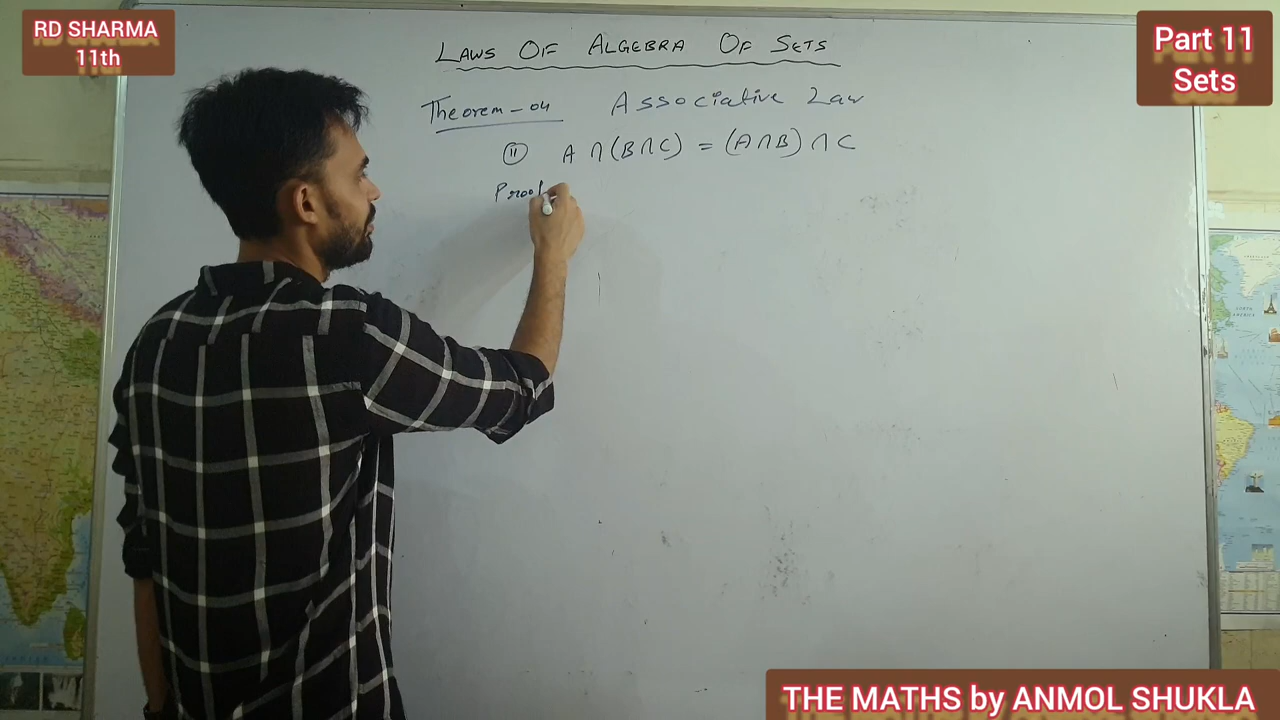 RD SHARMA
11th
Part 11
Sets
LAWS OF ALGEBRA OF SETS
Theorem-04 Associative Law
(ii) A ∩ (B ∩ C) = (A ∩ B) ∩ C
Proof
THE MATHS by ANMOL SHUKLA